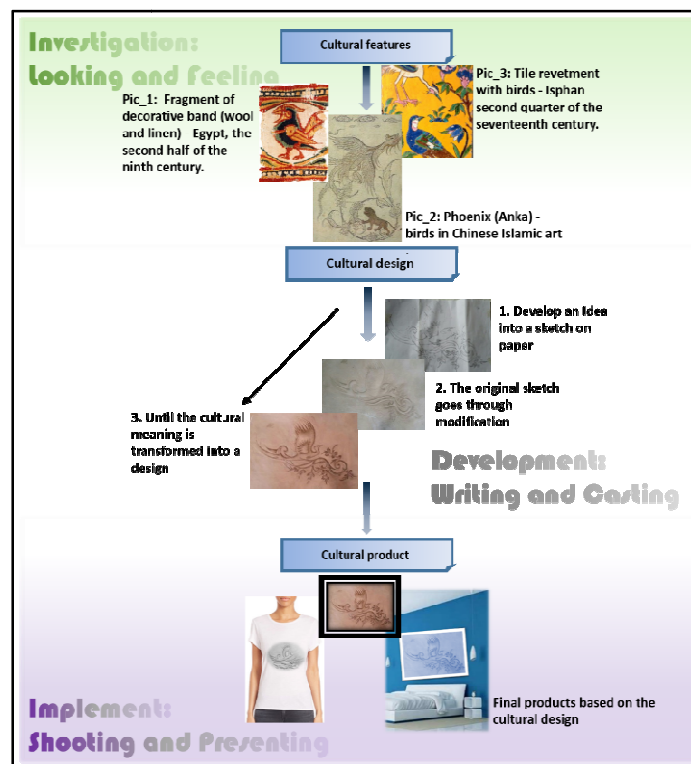 Investigation:
Looking and Feeling
Cultural features
Pic_1: Fragment of
decorative band (wool
and linen) - Egypt, the
second half of the
ninth century.
Pic_3: Tile revetment
with birds - Isphan
second quarter of the
seventeenth century.
Pic_2: Phoenix (Anka) -
birds in Chinese Islamic art
Cultural design
1. Develop an Idea
into a sketch on
paper
2. The original sketch
goes through
modification
3. Until the cultural
meaning is
transformed into a
design
Development:
Writing and Casting
Cultural product
Final products based on the
cultural design
Implement:
Shooting and Presenting